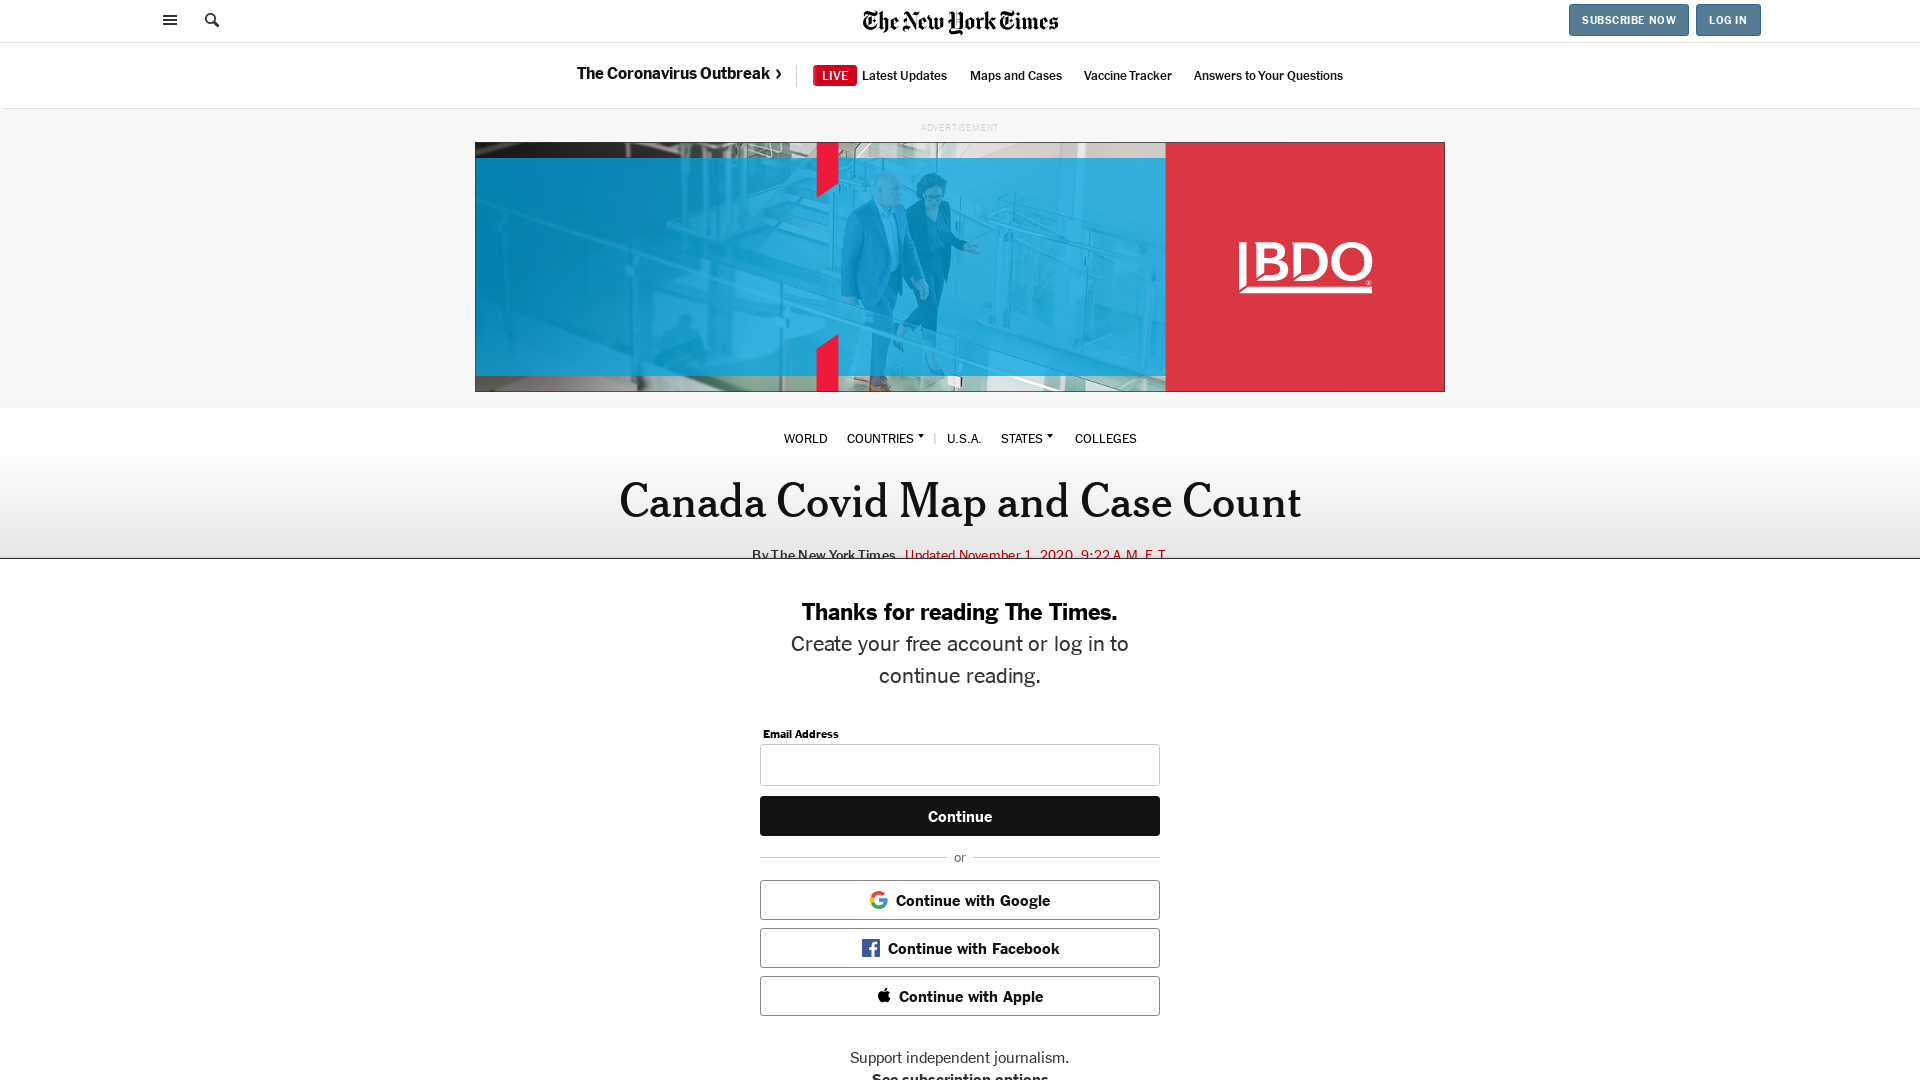 The New York Times
SUBSCRIBE NOW
LOG IN
The Coronavirus Outbreak ›
LIVE Latest Updates
Maps and Cases
Vaccine Tracker
Answers to Your Questions
ADVERTISEMENT
BDO®
WORLD
COUNTRIES
U.S.A.
STATES
COLLEGES
Canada Covid Map and Case Count
By The New York Times Updated November 1, 2020, 9:22 A.M. E.T.
Thanks for reading The Times.
Create your free account or log in to
continue reading.
Email Address
Continue
or
Continue with Google
Continue with Facebook
Continue with Apple
Support independent journalism.
See subscription options